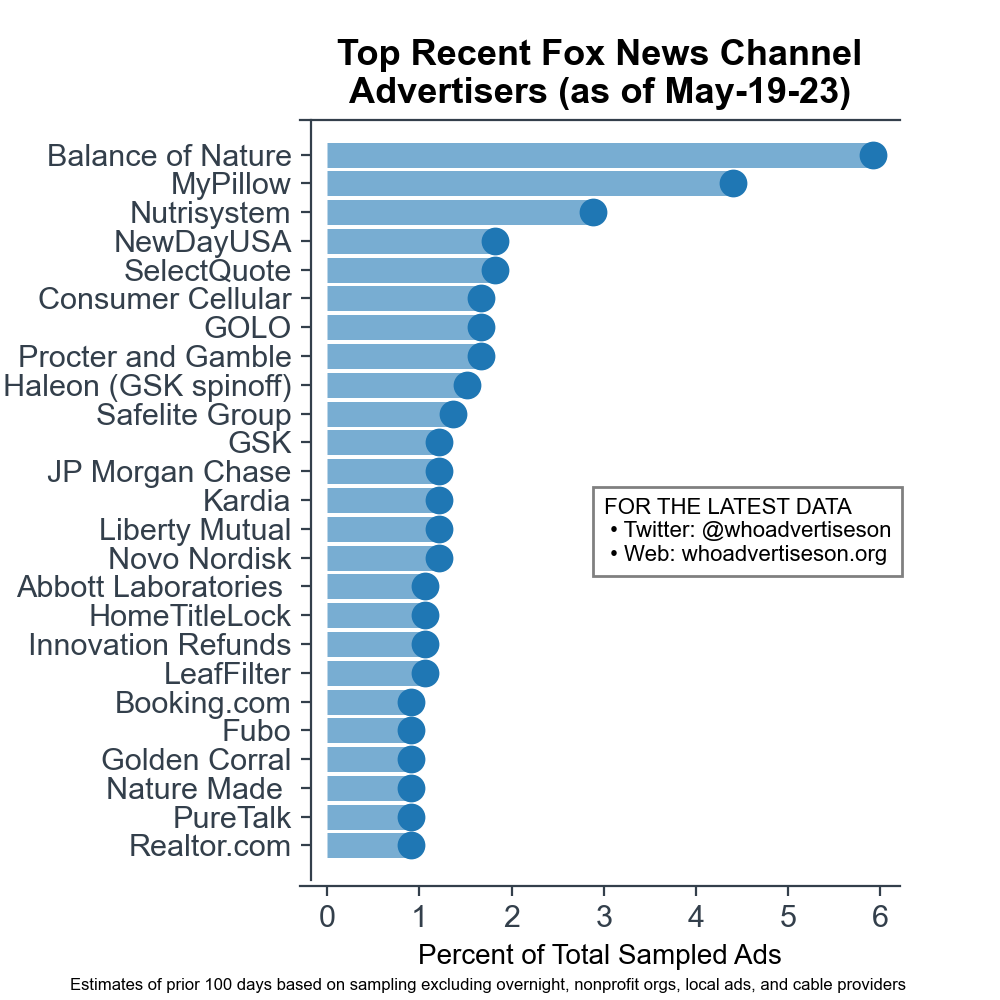 Top Recent Fox News Channel
Advertisers (as of May-19-23)
Balance of Nature
MyPillow
Nutrisystem
NewDayUSA
SelectQuote
Consumer Cellular
GOLO
Procter and Gamble
Haleon (GSK spinoff)
Safelite Group
GSK
JP Morgan Chase
Kardia
Liberty Mutual
Novo Nordisk
Abbott Laboratories
HomeTitleLock
Innovation Refunds
LeafFilter
Booking.com
Fubo
Golden Corral
Nature Made
PureTalk
Realtor.com
FOR THE LATEST DATA
• Twitter: @whoadvertiseson
• Web: whoadvertiseson.org
0 1 2 3 4 5 6
Percent of Total Sampled Ads
Estimates of prior 100 days based on sampling excluding overnight, nonprofit orgs, local ads, and cable providers